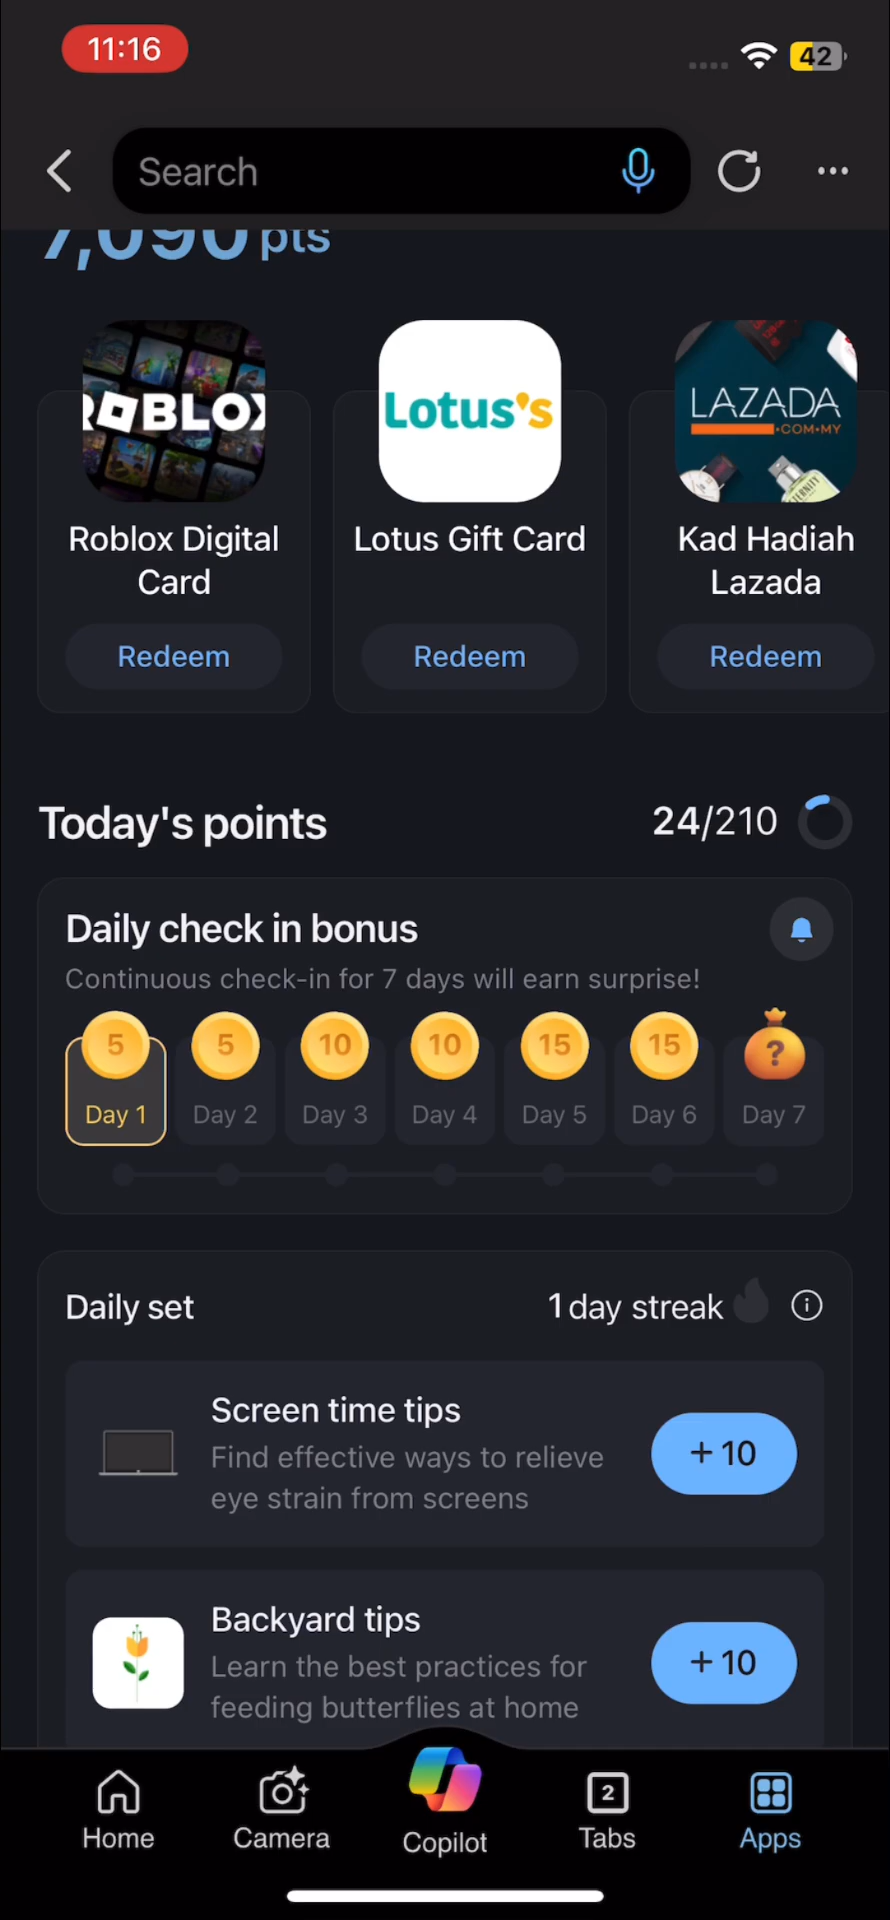 11:16
42
Search
7,090 pts
ROBLOX
Lotus's
LAZADA
.COM.MY
Roblox Digital
Card
Lotus Gift Card
Kad Hadiah
Lazada
Redeem
Redeem
Redeem
Today's points
24/210
Daily check in bonus
Continuous check-in for 7 days will earn surprise!
5
5
10
10
15
15
?
Day 1
Day 2
Day 3
Day 4
Day 5
Day 6
Day 7
Daily set
1 day streak
Screen time tips
Find effective ways to relieve
eye strain from screens
+10
Backyard tips
Learn the best practices for
feeding butterflies at home
+10
2
Home
Camera
Copilot
Tabs
Apps